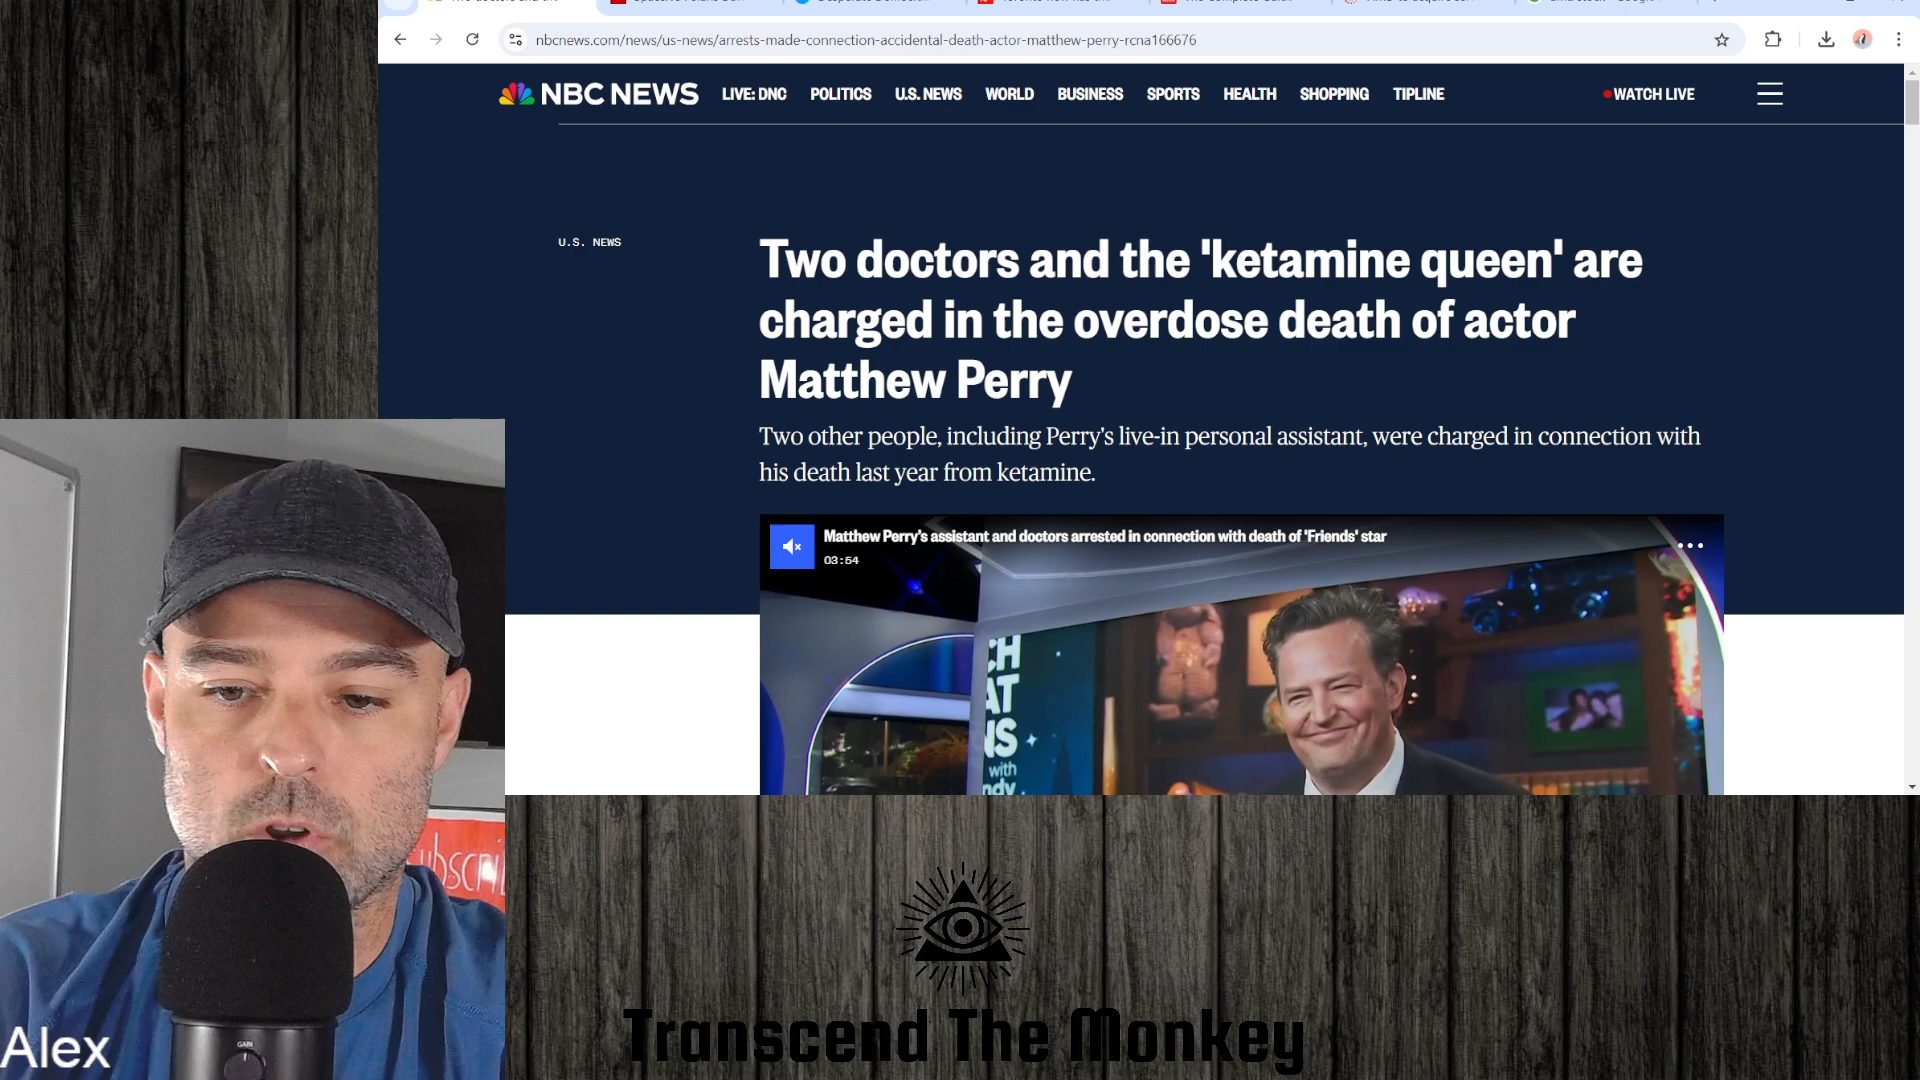 nbcnews.com/news/us-news/arrests-made-connection-accidental-death-actor-matthew-perry-rcna166676
NBC NEWS
LIVE: DNC
POLITICS
U.S. NEWS
WORLD
BUSINESS
SPORTS
HEALTH
SHOPPING
TIPLINE
WATCH LIVE
U.S. NEWS
Two doctors and the 'ketamine queen' are
charged in the overdose death of actor
Matthew Perry
Two other people, including Perry's live-in personal assistant, were charged in connection with
his death last year from ketamine.
Matthew Perry's assistant and doctors arrested in connection with death of 'Friends' star
03:54
with
GAIN
Alex
Transcend The Monkey